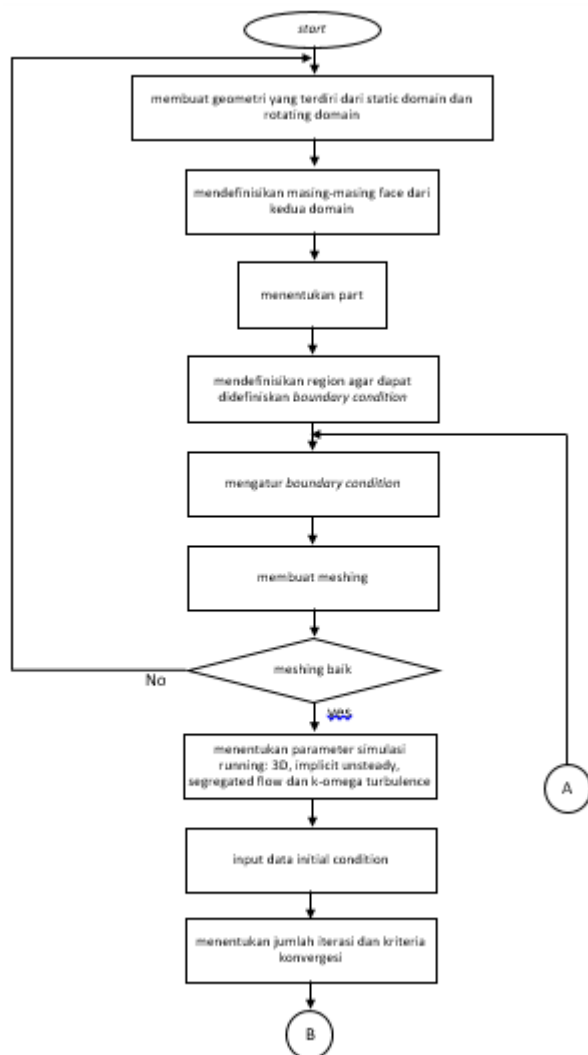 start
membuat geometri yang terdiri dari static domain dan
rotating domain
mendefinisikan masing-masing face dari
kedua domain
menentukan part
mendefinisikan region agar dapat
didefiniskan boundary condition
mengatur boundary condition
membuat meshing
meshing baik
No
yes
menentukan parameter simulasi
running: 3D, implicit unsteady,
segregated flow dan k-omega turbulence
A
input data initial condition
menentukan jumlah iterasi dan kriteria
konvergesi
B